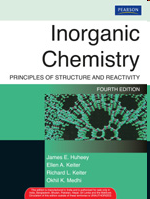 PEARSON
Inorganic
Chemistry
PRINCIPLES OF STRUCTURE AND REACTIVITY
FOURTH EDITION
James E. Huheey
Ellen A. Keiter
Richard L. Keiter
Okhil K. Medhi